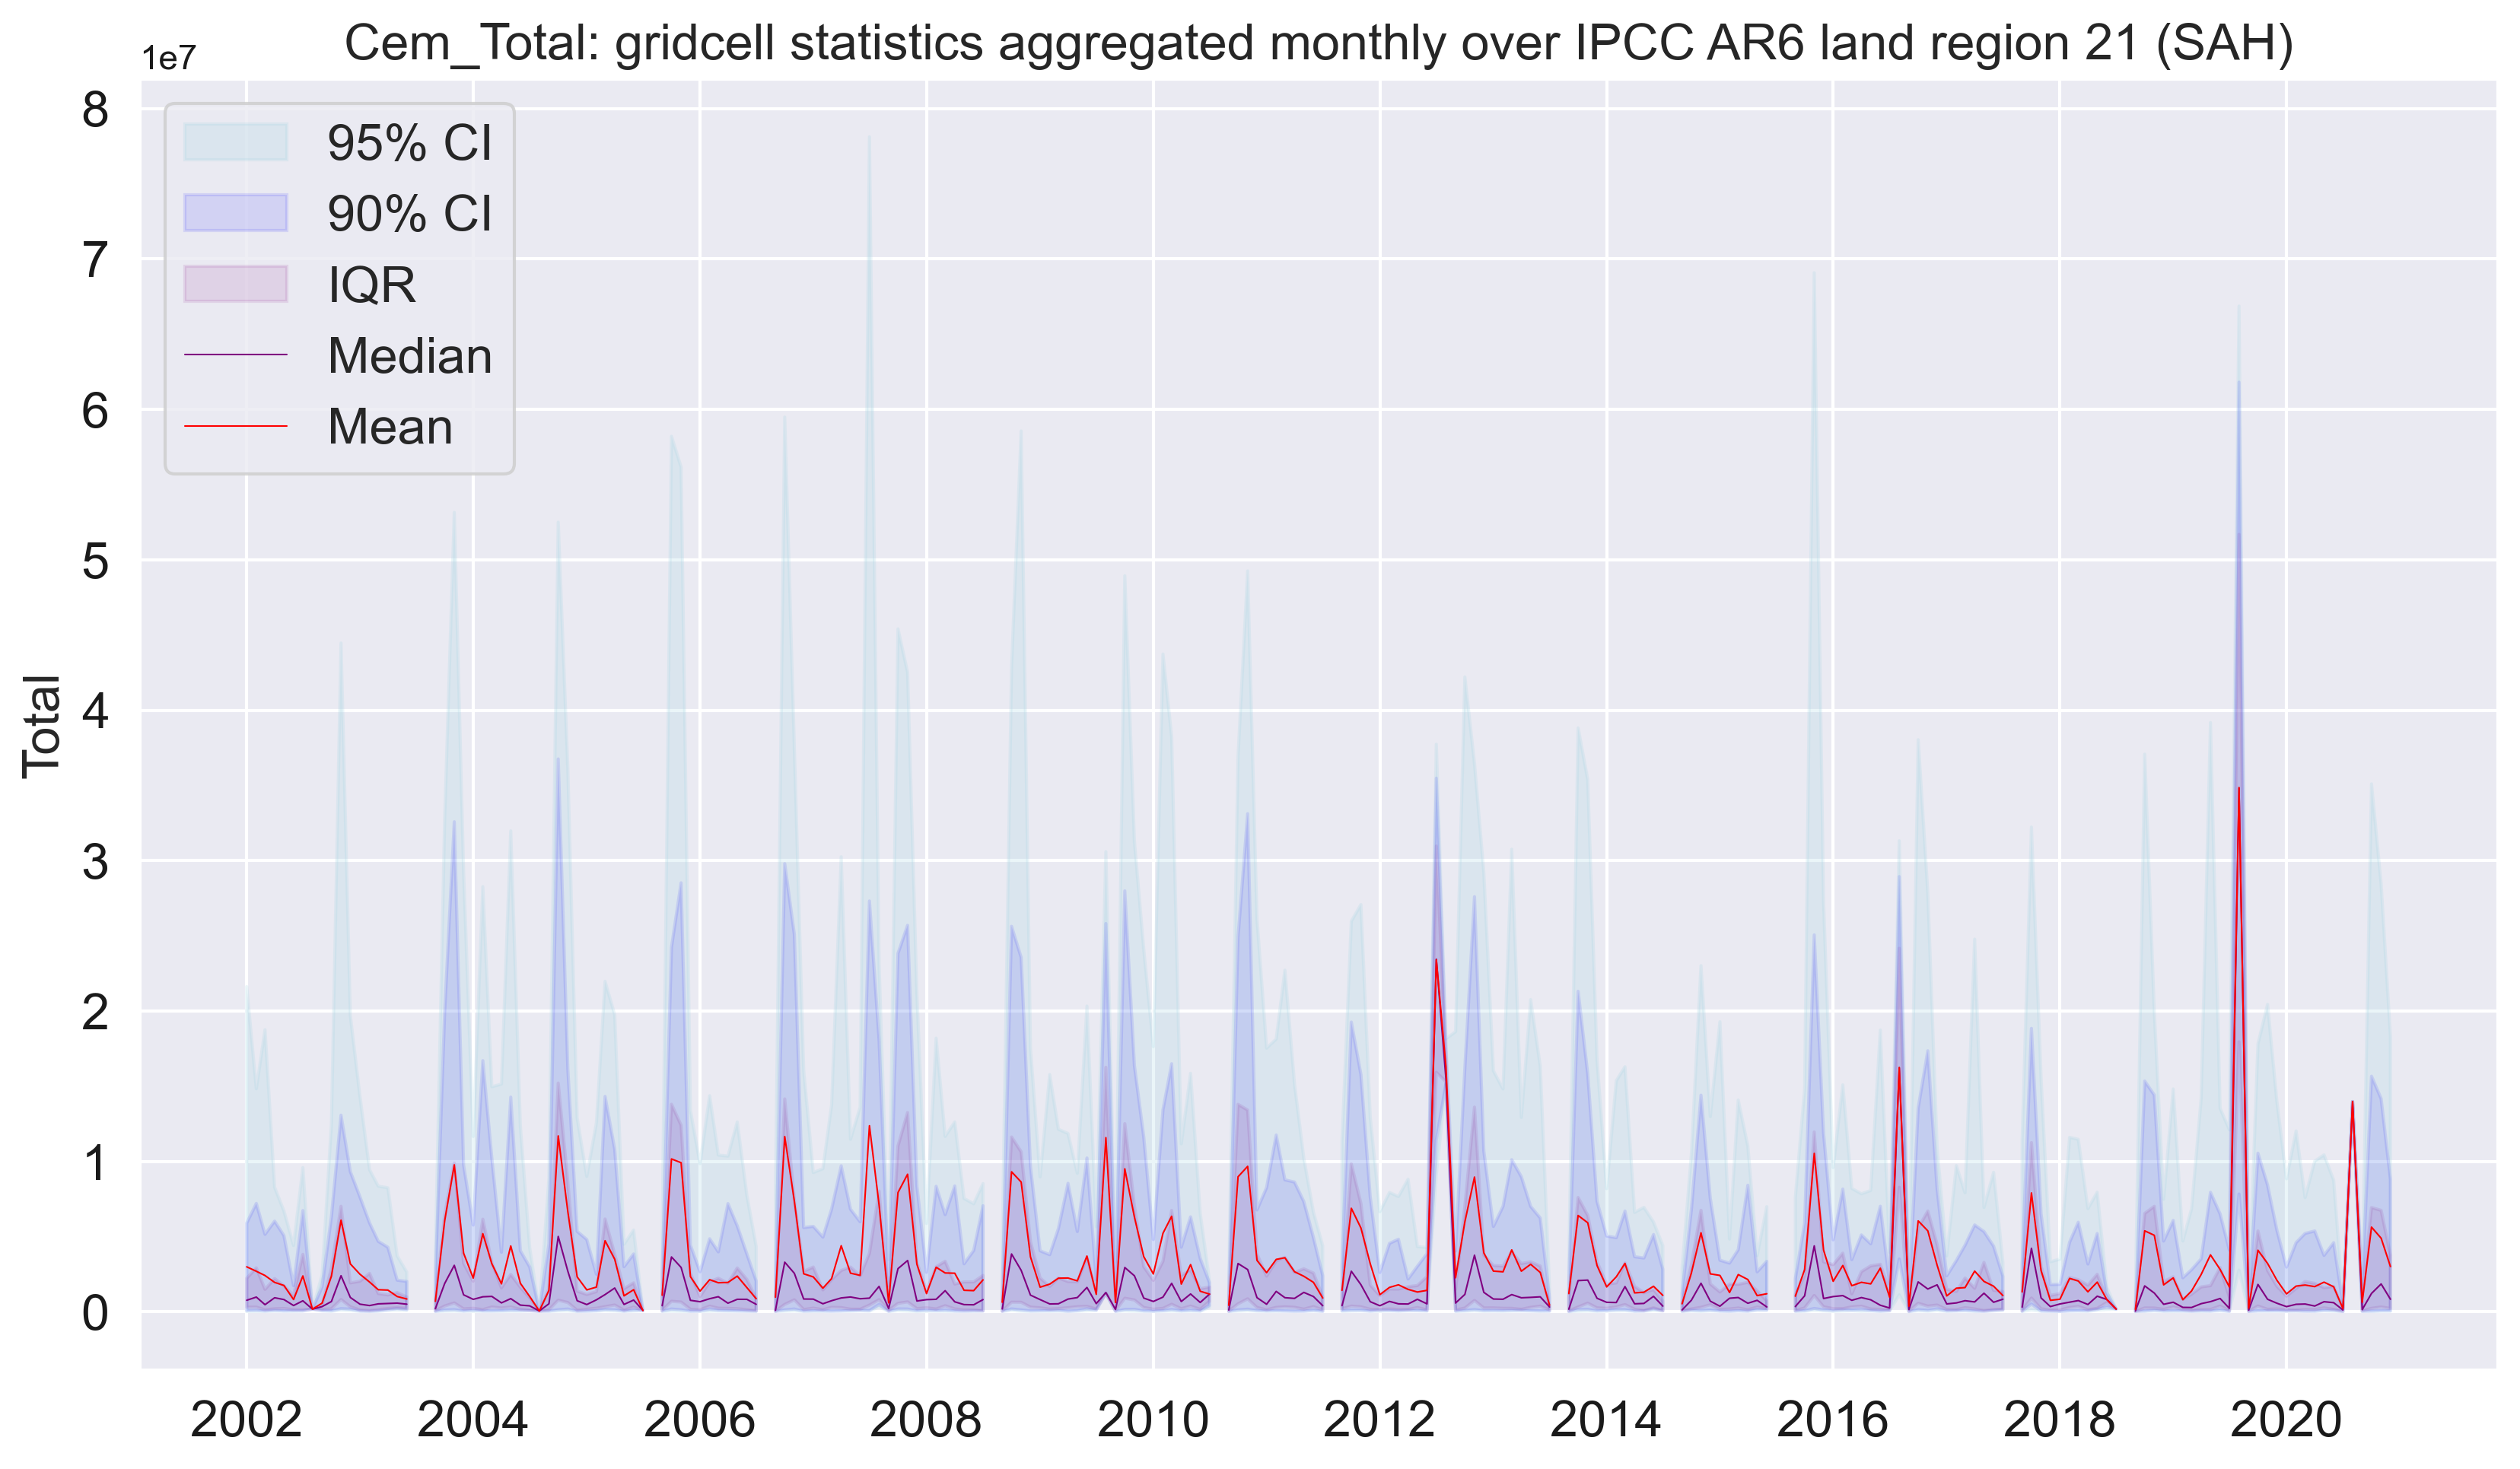 Cem_Total: gridcell statistics aggregated monthly over IPCC AR6 land region 21 (SAH)
1e7
8
7
6
5
4
3
2
1
0
Total
95% CI
90% CI
IQR
Median
Mean
2002 2004 2006 2008 2010 2012 2014 2016 2018 2020